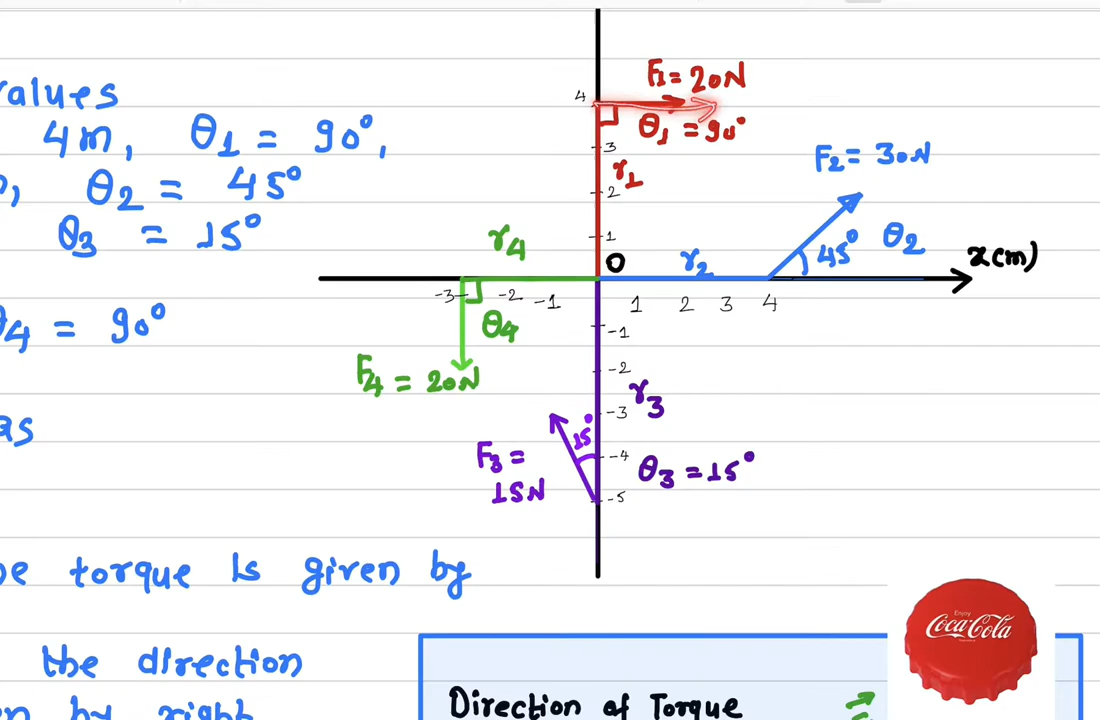 values
4m, θ1 = 90°,
θ2 = 45°
θ3 = 15°
θ4 = 90°
as
torque is given by
the direction
by right
F1 = 20N
θ1 = 90°
r1
F2 = 30N
45° θ2
x(m)
r4
O
r2
4
3
2
1
-3 -2 -1
1 2 3 4
θ4
F4 = 20N
-1
-2
-3
-4
-5
r3
15°
F3 =
15N
θ3 = 15°
Enjoy
Coca-Cola
Direction of Torque